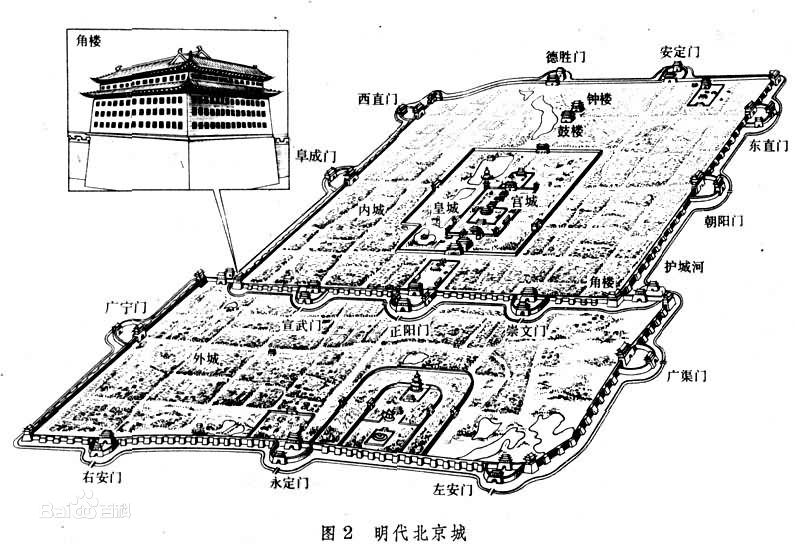 角楼
德胜门
安定门
西直门
钟楼
鼓楼
东直门
阜成门
内城
皇城
宫城
朝阳门
护城河
角楼
广宁门
宣武门
正阳门
崇文门
外城
广渠门
右安门
永定门
左安门
Bai百科
图2 明代北京城